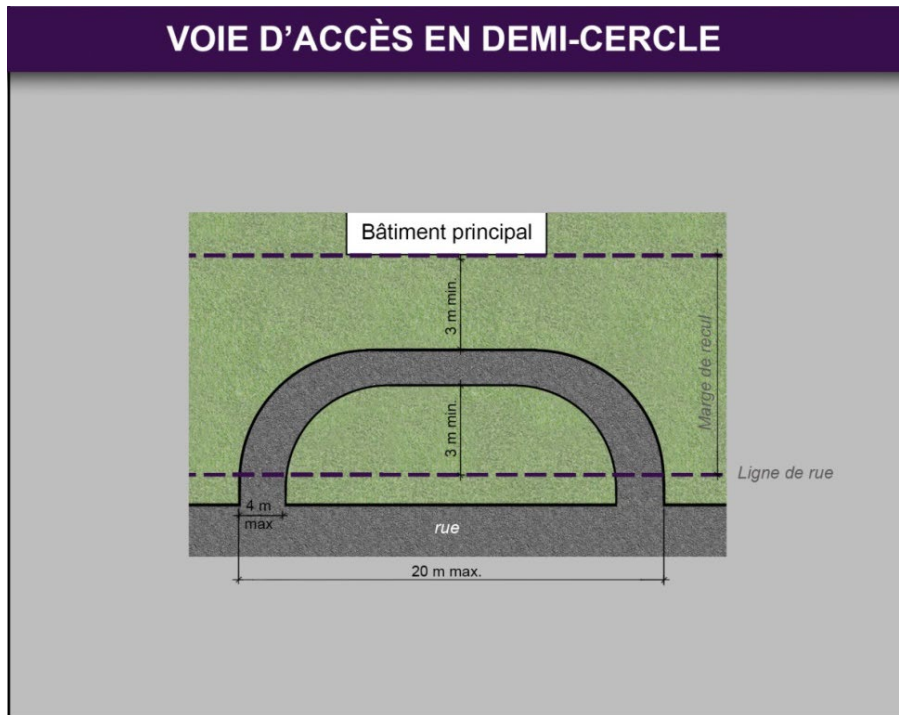 VOIE D’ACCÈS EN DEMI-CERCLE
Bâtiment principal
3 m min.
Marge de recul
3 m min.
Ligne de rue
4 m
max
rue
20 m max.